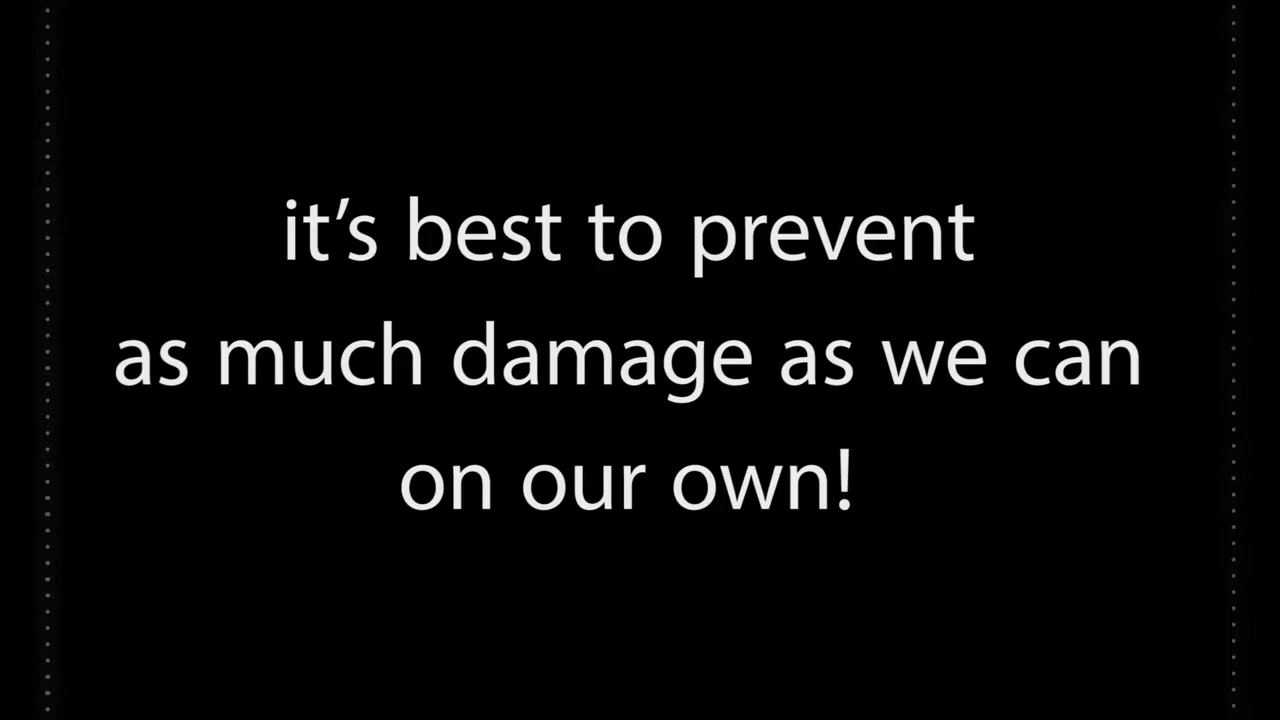 it’s best to prevent
as much damage as we can
on our own!